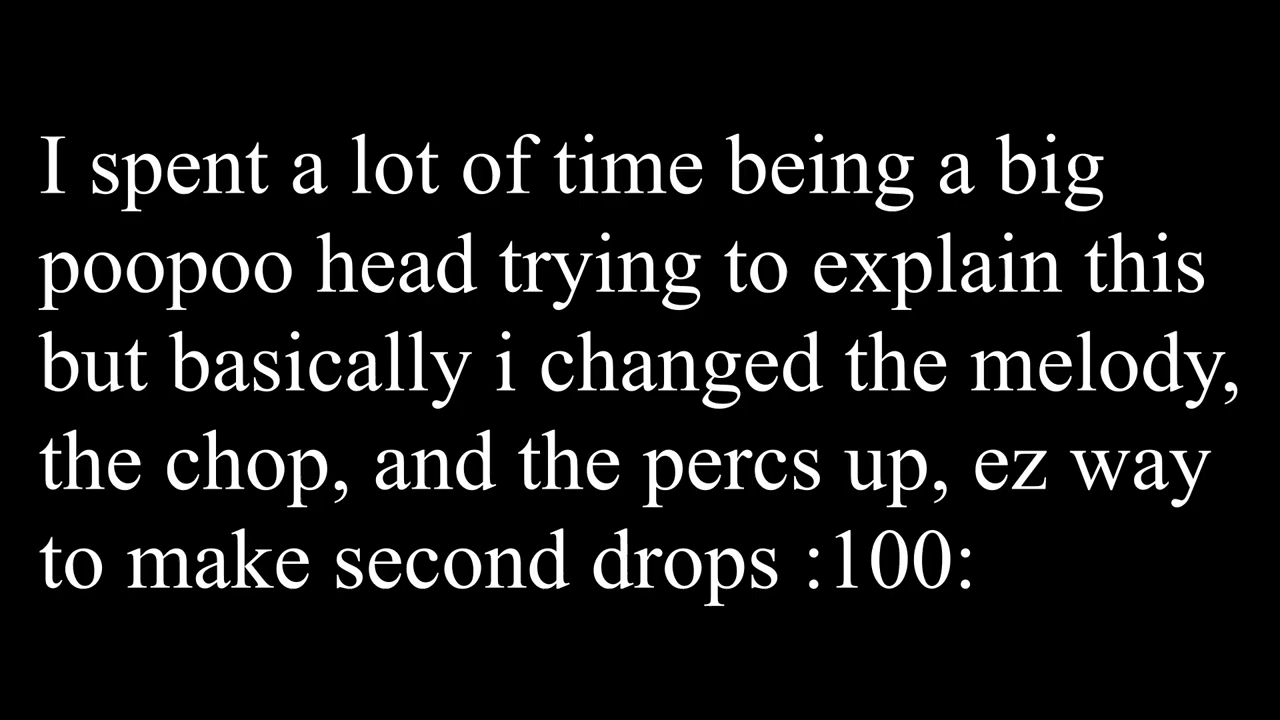 I spent a lot of time being a big
poopoo head trying to explain this
but basically i changed the melody,
the chop, and the percs up, ez way
to make second drops :100: